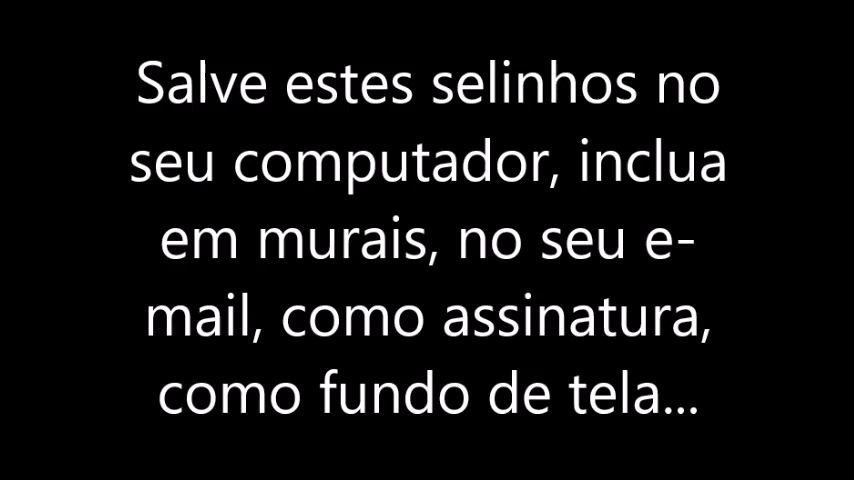 Salve estes selinhos no
seu computador, inclua
em murais, no seu e-
mail, como assinatura,
como fundo de tela...